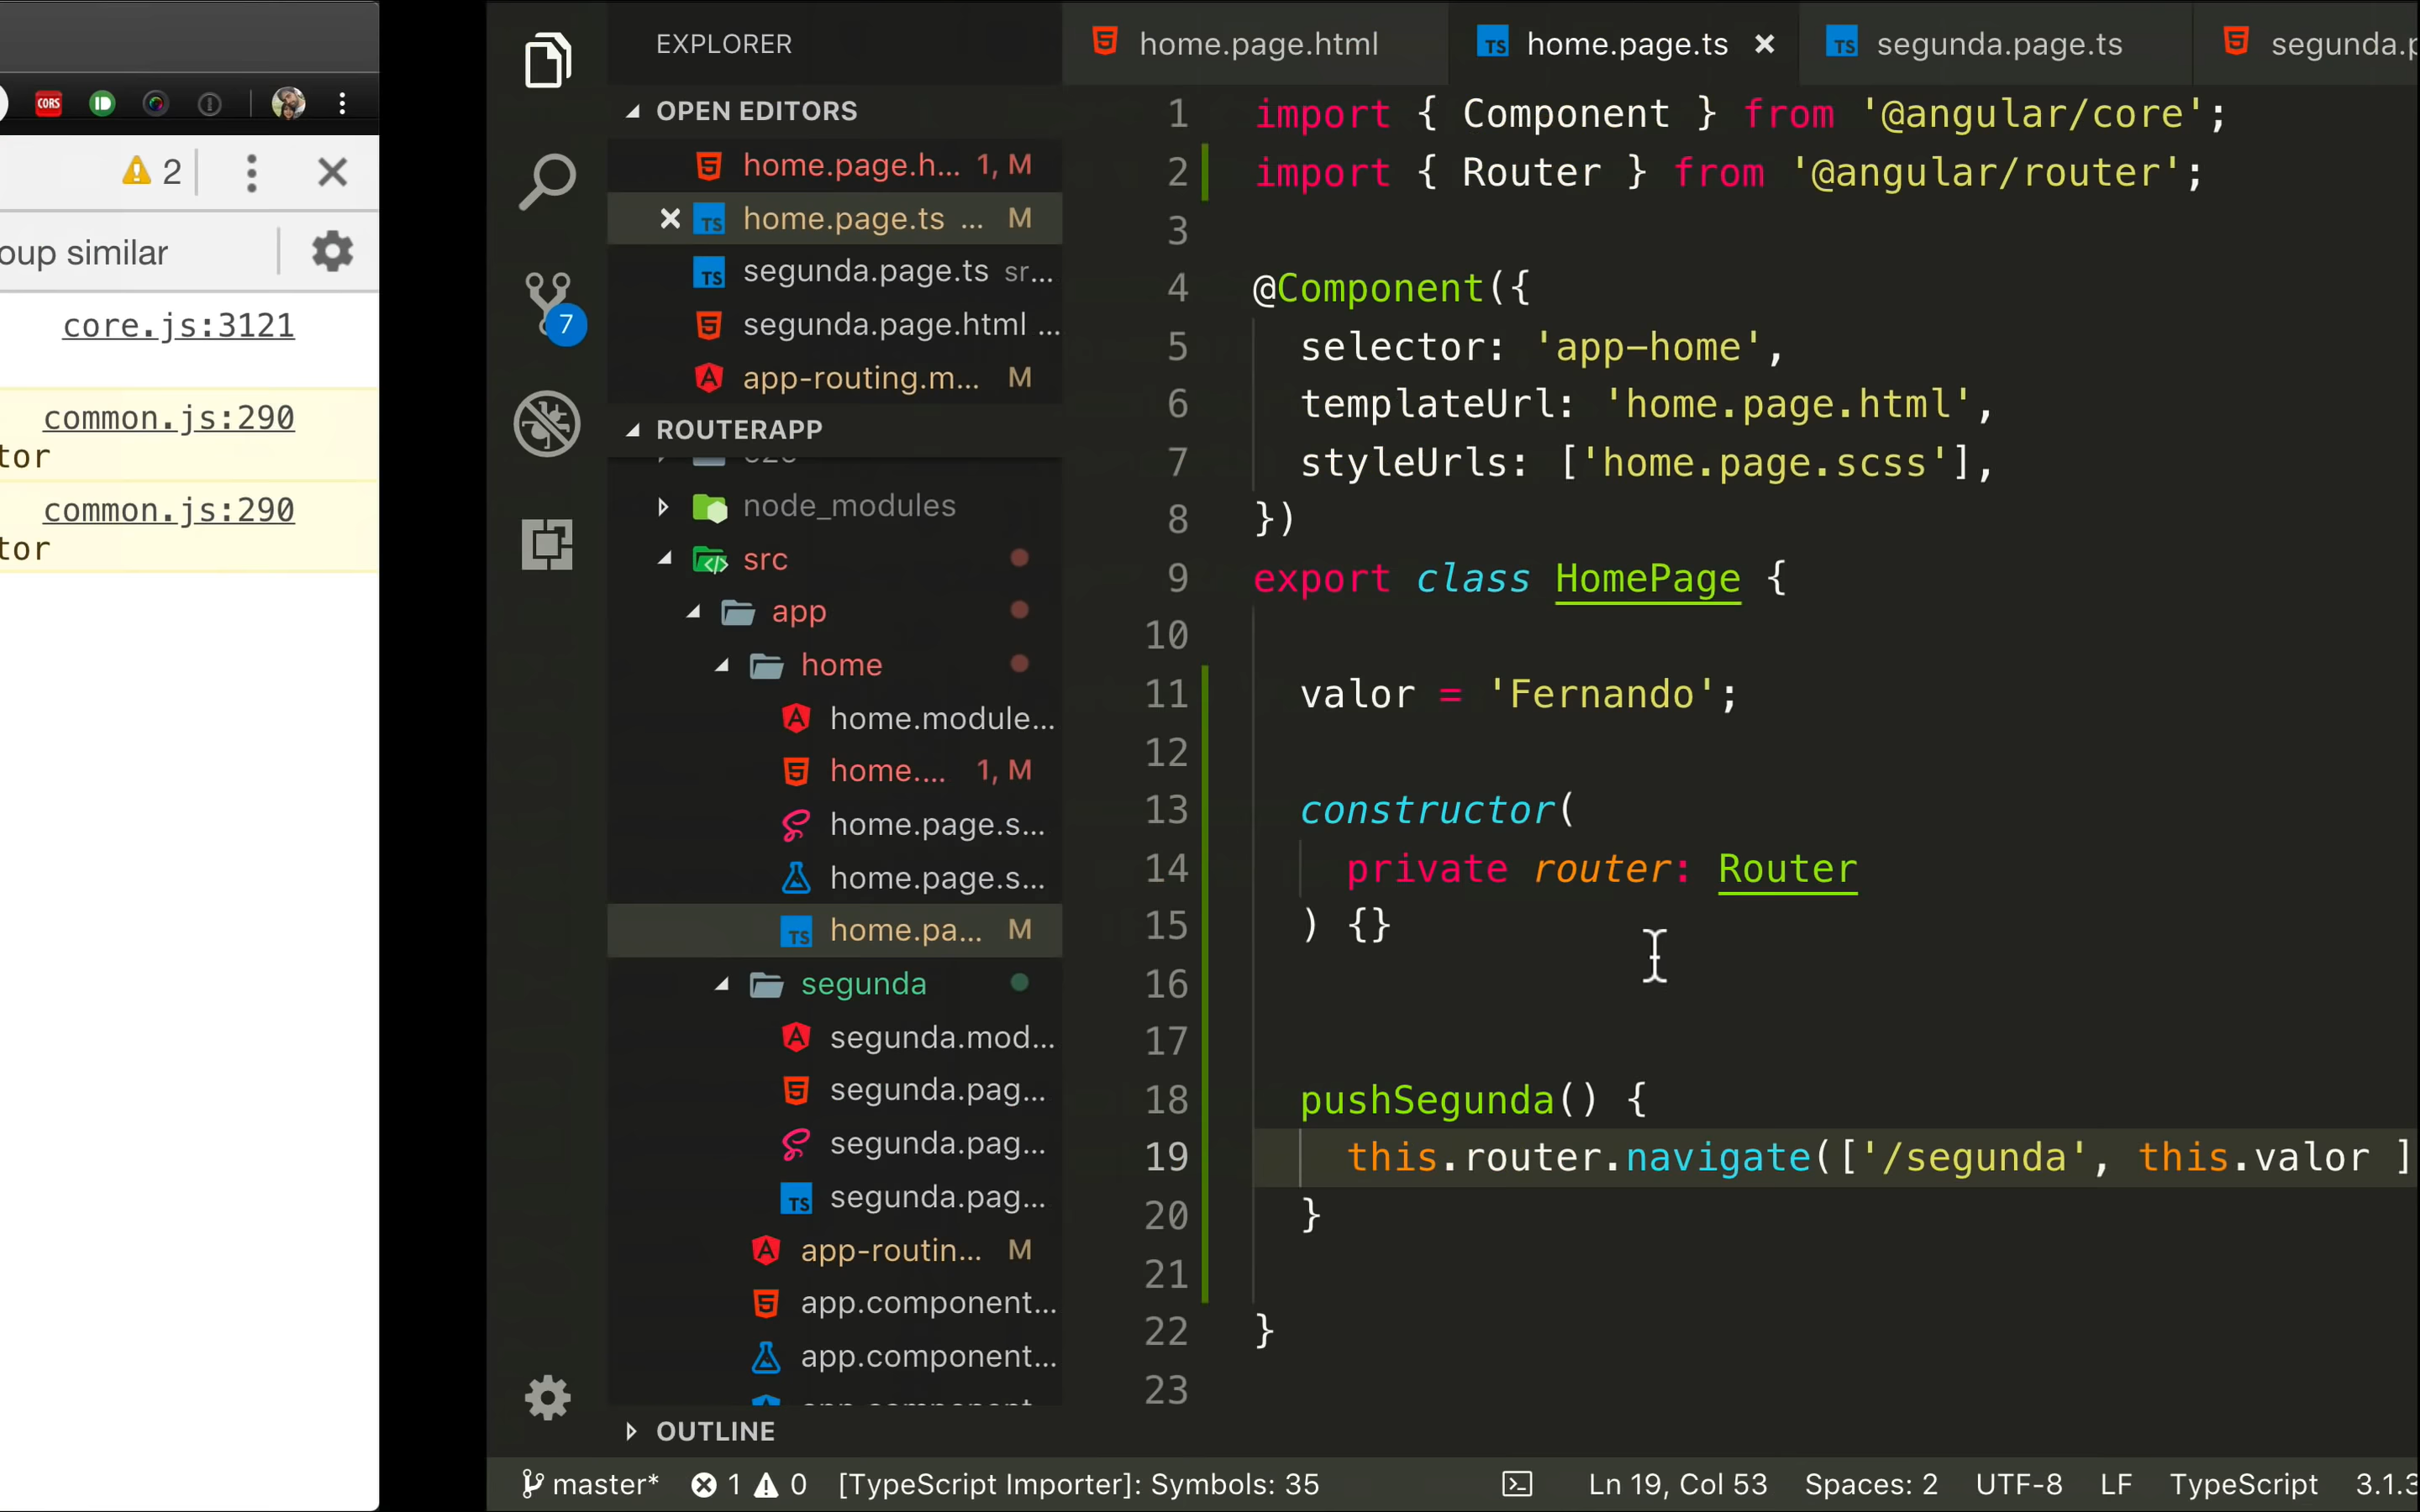 CORS
2
oup similar
core.js:3121
common.js:290
tor
common.js:290
tor
EXPLORER
OPEN EDITORS
home.page.h... 1, M
home.page.ts ... M
segunda.page.ts sr...
segunda.page.html ...
app-routing.m... M
ROUTERAPP
node_modules
src
app
home
home.module...
home.... 1, M
home.page.s...
home.page.s...
home.pa... M
segunda
segunda.mod...
segunda.pag...
segunda.pag...
segunda.pag...
app-routin... M
app.component...
app.component...
OUTLINE
7
home.page.html
home.page.ts
segunda.page.ts
segunda.p
1 import { Component } from '@angular/core';
2 import { Router } from '@angular/router';
3
4 @Component({
5 selector: 'app-home',
6 templateUrl: 'home.page.html',
7 styleUrls: ['home.page.scss'],
8 })
9 export class HomePage {
10
11 valor = 'Fernando';
12
13 constructor(
14 private router: Router
15 ) {}
16
17
18 pushSegunda() {
19 this.router.navigate(['/segunda', this.valor ]
20 }
21
22 }
23
master* 1 0 [TypeScript Importer]: Symbols: 35 Ln 19, Col 53 Spaces: 2 UTF-8 LF TypeScript 3.1.3